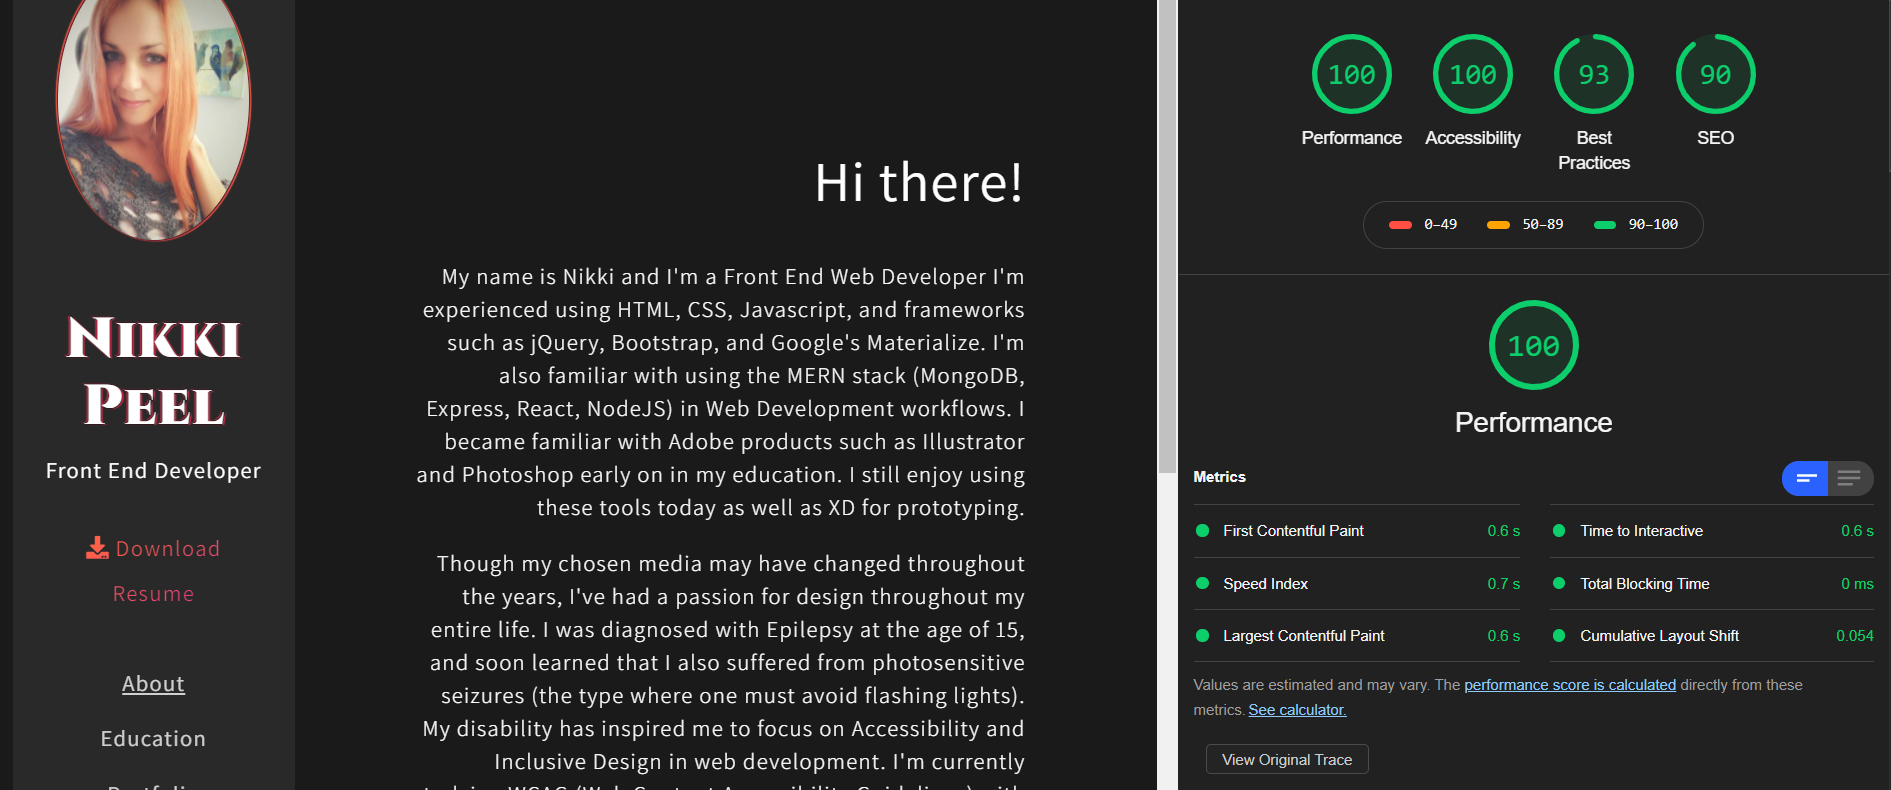 Nikki
Peel
Front End Developer
Download
Resume
About
Education
Hi there!
My name is Nikki and I'm a Front End Web Developer I'm
experienced using HTML, CSS, Javascript, and frameworks
such as jQuery, Bootstrap, and Google's Materialize. I'm
also familiar with using the MERN stack (MongoDB,
Express, React, NodeJS) in Web Development workflows. I
became familiar with Adobe products such as Illustrator
and Photoshop early on in my education. I still enjoy using
these tools today as well as XD for prototyping.
Though my chosen media may have changed throughout
the years, I've had a passion for design throughout my
entire life. I was diagnosed with Epilepsy at the age of 15,
and soon learned that I also suffered from photosensitive
seizures (the type where one must avoid flashing lights).
My disability has inspired me to focus on Accessibility and
Inclusive Design in web development. I'm currently
100
Performance
100
Accessibility
93
Best
Practices
90
SEO
0–49
50–89
90–100
100
Performance
Metrics
First Contentful Paint 0.6 s
Time to Interactive 0.6 s
Speed Index 0.7 s
Total Blocking Time 0 ms
Largest Contentful Paint 0.6 s
Cumulative Layout Shift 0.054
Values are estimated and may vary. The performance score is calculated directly from these
metrics. See calculator.
View Original Trace